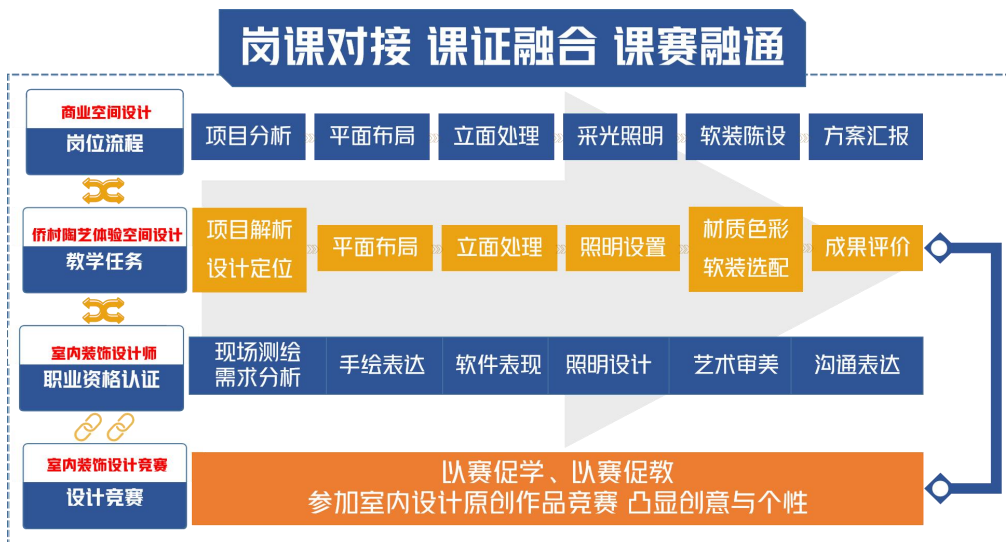 岗课对接 课证融合 课赛融通
商业空间设计
岗位流程
项目分析
平面布局
立面处理
采光照明
软装陈设
方案汇报
侨村陶艺体验空间设计
教学任务
项目解析
设计定位
平面布局
立面处理
照明设置
材质色彩
软装选配
成果评价
室内装饰设计师
职业资格认证
现场测绘
需求分析
手绘表达
软件表现
照明设计
艺术审美
沟通表达
室内装饰设计竞赛
设计竞赛
以赛促学、以赛促教
参加室内设计原创作品竞赛 凸显创意与个性